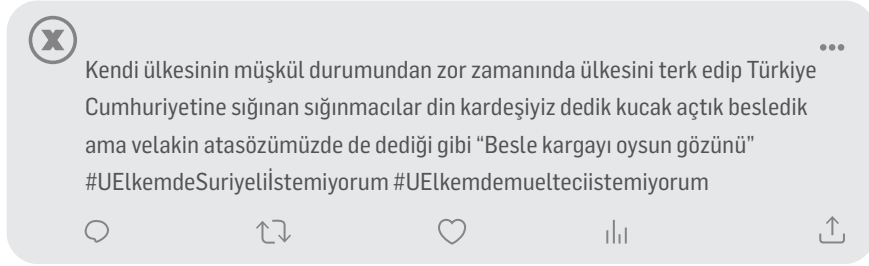 X
Kendi ülkesinin müşkül durumundan zor zamanında ülkesini terk edip Türkiye
Cumhuriyetine sığınan sığınmacılar din kardeşiyiz dedik kucak açtık besledik
ama velakin atasözümüzde de dediği gibi “Besle kargayı oysun gözünü”
#UElkemdeSuriyeliİstemiyorum #UElkemdemuelteciistemiyorum